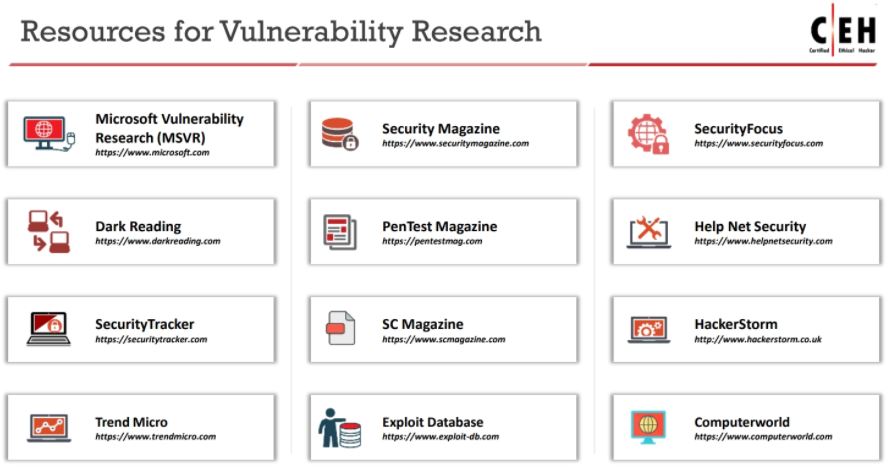 Resources for Vulnerability Research
C|EH
Certified Ethical Hacker
Microsoft Vulnerability
Research (MSVR)
https://www.microsoft.com
Security Magazine
https://www.securitymagazine.com
SecurityFocus
https://www.securityfocus.com
Dark Reading
https://www.darkreading.com
PenTest Magazine
https://pentestmag.com
Help Net Security
https://www.helpnetsecurity.com
SecurityTracker
https://securitytracker.com
SC Magazine
https://www.scmagazine.com
HackerStorm
http://www.hackerstorm.co.uk
Trend Micro
https://www.trendmicro.com
Exploit Database
https://www.exploit-db.com
Computerworld
https://www.computerworld.com